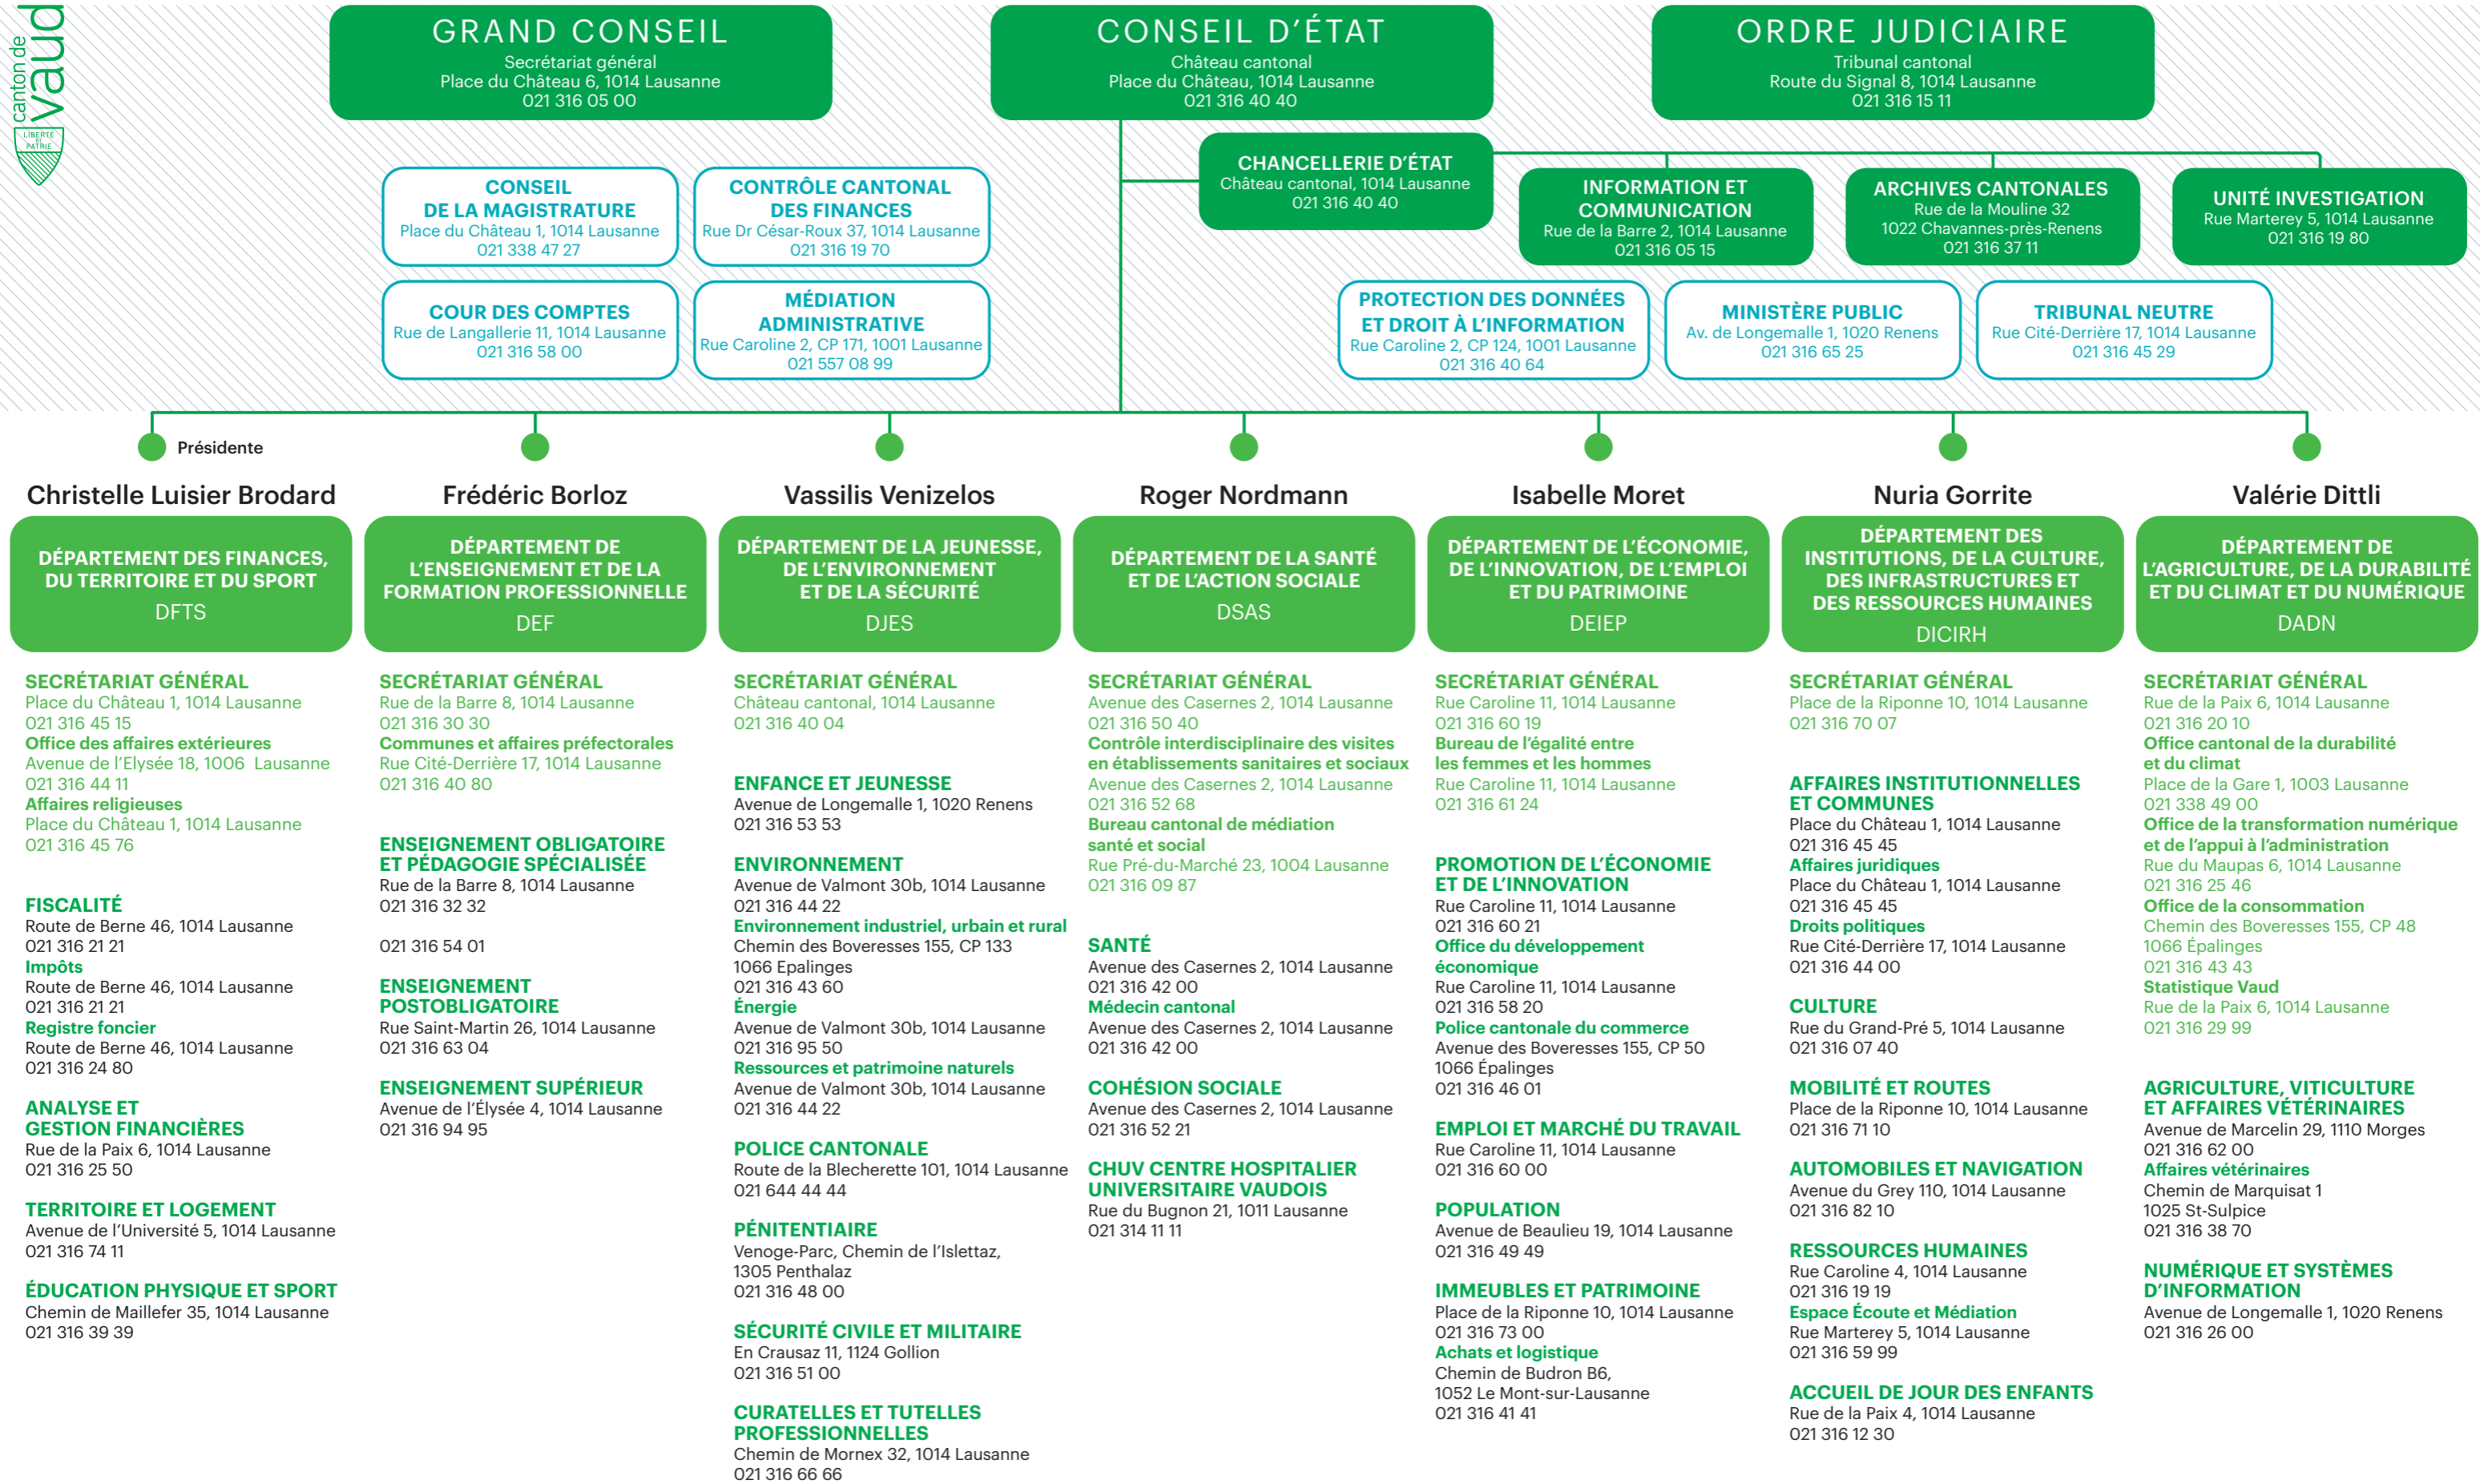 canton de
vaud
LIBERTÉ
ET
PATRIE
GRAND CONSEIL
Secrétariat général
Place du Château 6, 1014 Lausanne
021 316 05 00
CONSEIL D'ÉTAT
Château cantonal
Place du Château, 1014 Lausanne
021 316 40 40
ORDRE JUDICIAIRE
Tribunal cantonal
Route du Signal 8, 1014 Lausanne
021 316 15 11
CHANCELLERIE D'ÉTAT
Château cantonal, 1014 Lausanne
021 316 40 40
INFORMATION ET
COMMUNICATION
Rue de la Barre 2, 1014 Lausanne
021 316 05 15
ARCHIVES CANTONALES
Rue de la Mouline 32
1022 Chavannes-près-Renens
021 316 37 11
UNITÉ INVESTIGATION
Rue Marterey 5, 1014 Lausanne
021 316 19 80
CONSEIL
DE LA MAGISTRATURE
Place du Château 1, 1014 Lausanne
021 338 47 27
CONTRÔLE CANTONAL
DES FINANCES
Rue Dr César-Roux 37, 1014 Lausanne
021 316 19 70
COUR DES COMPTES
Rue de Langallerie 11, 1014 Lausanne
021 316 58 00
MÉDIATION
ADMINISTRATIVE
Rue Caroline 2, CP 171, 1001 Lausanne
021 557 08 99
PROTECTION DES DONNÉES
ET DROIT À L'INFORMATION
Rue Caroline 2, CP 124, 1001 Lausanne
021 316 40 64
MINISTÈRE PUBLIC
Av. de Longemalle 1, 1020 Renens
021 316 65 25
TRIBUNAL NEUTRE
Rue Cité-Derrière 17, 1014 Lausanne
021 316 45 29
Présidente
Christelle Luisier Brodard
DÉPARTEMENT DES FINANCES,
DU TERRITOIRE ET DU SPORT
DFTS
SECRÉTARIAT GÉNÉRAL
Place du Château 1, 1014 Lausanne
021 316 45 15
Office des affaires extérieures
Avenue de l'Elysée 18, 1006 Lausanne
021 316 44 11
Affaires religieuses
Place du Château 1, 1014 Lausanne
021 316 45 76
FISCALITÉ
Route de Berne 46, 1014 Lausanne
021 316 21 21
Impôts
Route de Berne 46, 1014 Lausanne
021 316 21 21
Registre foncier
Route de Berne 46, 1014 Lausanne
021 316 24 80
ANALYSE ET
GESTION FINANCIÈRES
Rue de la Paix 6, 1014 Lausanne
021 316 25 50
TERRITOIRE ET LOGEMENT
Avenue de l'Université 5, 1014 Lausanne
021 316 74 11
ÉDUCATION PHYSIQUE ET SPORT
Chemin de Maillefer 35, 1014 Lausanne
021 316 39 39
Frédéric Borloz
DÉPARTEMENT DE
L'ENSEIGNEMENT ET DE LA
FORMATION PROFESSIONNELLE
DEF
SECRÉTARIAT GÉNÉRAL
Rue de la Barre 8, 1014 Lausanne
021 316 30 30
Communes et affaires préfectorales
Rue Cité-Derrière 17, 1014 Lausanne
021 316 40 80
ENSEIGNEMENT OBLIGATOIRE
ET PÉDAGOGIE SPÉCIALISÉE
Rue de la Barre 8, 1014 Lausanne
021 316 32 32
021 316 54 01
ENSEIGNEMENT
POSTOBLIGATOIRE
Rue Saint-Martin 26, 1014 Lausanne
021 316 63 04
ENSEIGNEMENT SUPÉRIEUR
Avenue de l'Élysée 4, 1014 Lausanne
021 316 94 95
Vassilis Venizelos
DÉPARTEMENT DE LA JEUNESSE,
DE L'ENVIRONNEMENT
ET DE LA SÉCURITÉ
DJES
SECRÉTARIAT GÉNÉRAL
Château cantonal, 1014 Lausanne
021 316 40 04
ENFANCE ET JEUNESSE
Avenue de Longemalle 1, 1020 Renens
021 316 53 53
ENVIRONNEMENT
Avenue de Valmont 30b, 1014 Lausanne
021 316 44 22
Environnement industriel, urbain et rural
Chemin des Boveresses 155, CP 133
1066 Epalinges
021 316 43 60
Énergie
Avenue de Valmont 30b, 1014 Lausanne
021 316 95 50
Ressources et patrimoine naturels
Avenue de Valmont 30b, 1014 Lausanne
021 316 44 22
POLICE CANTONALE
Route de la Blecherette 101, 1014 Lausanne
021 644 44 44
PÉNITENTIAIRE
Venoge-Parc, Chemin de l'Islettaz,
1305 Penthalaz
021 316 48 00
SÉCURITÉ CIVILE ET MILITAIRE
En Crausaz 11, 1124 Gollion
021 316 51 00
CURATELLES ET TUTELLES
PROFESSIONNELLES
Chemin de Mornex 32, 1014 Lausanne
021 316 66 66
Roger Nordmann
DÉPARTEMENT DE LA SANTÉ
ET DE L'ACTION SOCIALE
DSAS
SECRÉTARIAT GÉNÉRAL
Avenue des Casernes 2, 1014 Lausanne
021 316 50 40
Contrôle interdisciplinaire des visites
en établissements sanitaires et sociaux
Avenue des Casernes 2, 1014 Lausanne
021 316 52 68
Bureau cantonal de médiation
santé et social
Rue Pré-du-Marché 23, 1004 Lausanne
021 316 09 87
SANTÉ
Avenue des Casernes 2, 1014 Lausanne
021 316 42 00
Médecin cantonal
Avenue des Casernes 2, 1014 Lausanne
021 316 42 00
COHÉSION SOCIALE
Avenue des Casernes 2, 1014 Lausanne
021 316 52 21
CHUV CENTRE HOSPITALIER
UNIVERSITAIRE VAUDOIS
Rue du Bugnon 21, 1011 Lausanne
021 314 11 11
Isabelle Moret
DÉPARTEMENT DE L'ÉCONOMIE,
DE L'INNOVATION, DE L'EMPLOI
ET DU PATRIMOINE
DEIEP
SECRÉTARIAT GÉNÉRAL
Rue Caroline 11, 1014 Lausanne
021 316 60 19
Bureau de l'égalité entre
les femmes et les hommes
Rue Caroline 11, 1014 Lausanne
021 316 61 24
PROMOTION DE L'ÉCONOMIE
ET DE L'INNOVATION
Rue Caroline 11, 1014 Lausanne
021 316 60 21
Office du développement
économique
Rue Caroline 11, 1014 Lausanne
021 316 58 20
Police cantonale du commerce
Avenue des Boveresses 155, CP 50
1066 Épalinges
021 316 46 01
EMPLOI ET MARCHÉ DU TRAVAIL
Rue Caroline 11, 1014 Lausanne
021 316 60 00
POPULATION
Avenue de Beaulieu 19, 1014 Lausanne
021 316 49 49
IMMEUBLES ET PATRIMOINE
Place de la Riponne 10, 1014 Lausanne
021 316 73 00
Achats et logistique
Chemin de Budron B6,
1052 Le Mont-sur-Lausanne
021 316 41 41
Nuria Gorrite
DÉPARTEMENT DES
INSTITUTIONS, DE LA CULTURE,
DES INFRASTRUCTURES ET
DES RESSOURCES HUMAINES
DICIRH
SECRÉTARIAT GÉNÉRAL
Place de la Riponne 10, 1014 Lausanne
021 316 70 07
AFFAIRES INSTITUTIONNELLES
ET COMMUNES
Place du Château 1, 1014 Lausanne
021 316 45 45
Affaires juridiques
Place du Château 1, 1014 Lausanne
021 316 45 45
Droits politiques
Rue Cité-Derrière 17, 1014 Lausanne
021 316 44 00
CULTURE
Rue du Grand-Pré 5, 1014 Lausanne
021 316 07 40
MOBILITÉ ET ROUTES
Place de la Riponne 10, 1014 Lausanne
021 316 71 10
AUTOMOBILES ET NAVIGATION
Avenue du Grey 110, 1014 Lausanne
021 316 82 10
RESSOURCES HUMAINES
Rue Caroline 4, 1014 Lausanne
021 316 19 19
Espace Écoute et Médiation
Rue Marterey 5, 1014 Lausanne
021 316 59 99
ACCUEIL DE JOUR DES ENFANTS
Rue de la Paix 4, 1014 Lausanne
021 316 12 30
Valérie Dittli
DÉPARTEMENT DE
L'AGRICULTURE, DE LA DURABILITÉ
ET DU CLIMAT ET DU NUMÉRIQUE
DADN
SECRÉTARIAT GÉNÉRAL
Rue de la Paix 6, 1014 Lausanne
021 316 20 10
Office cantonal de la durabilité
et du climat
Place de la Gare 1, 1003 Lausanne
021 338 49 00
Office de la transformation numérique
et de l'appui à l'administration
Rue du Maupas 6, 1014 Lausanne
021 316 25 46
Office de la consommation
Chemin des Boveresses 155, CP 48
1066 Épalinges
021 316 43 43
Statistique Vaud
Rue de la Paix 6, 1014 Lausanne
021 316 29 99
AGRICULTURE, VITICULTURE
ET AFFAIRES VÉTÉRINAIRES
Avenue de Marcelin 29, 1110 Morges
021 316 62 00
Affaires vétérinaires
Chemin de Marquisat 1
1025 St-Sulpice
021 316 38 70
NUMÉRIQUE ET SYSTÈMES
D'INFORMATION
Avenue de Longemalle 1, 1020 Renens
021 316 26 00